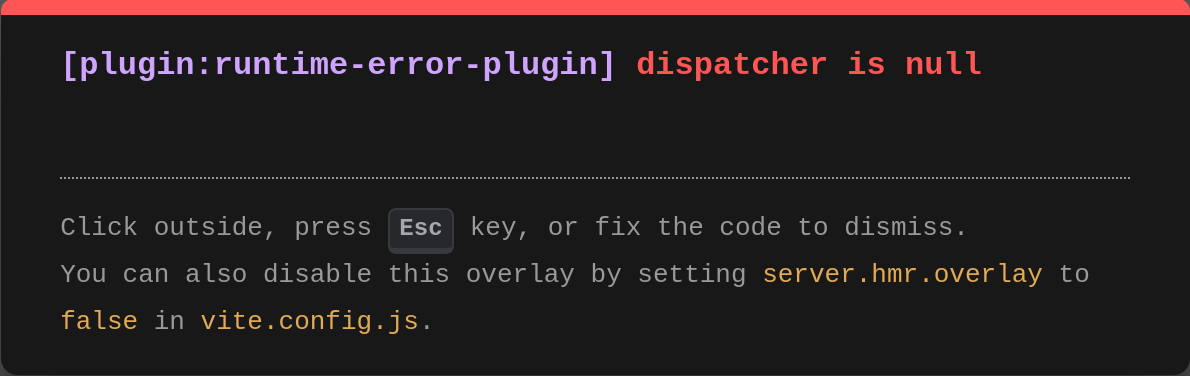 [plugin:runtime-error-plugin] dispatcher is null
Click outside, press Esc key, or fix the code to dismiss.
You can also disable this overlay by setting server.hmr.overlay to
false in vite.config.js.